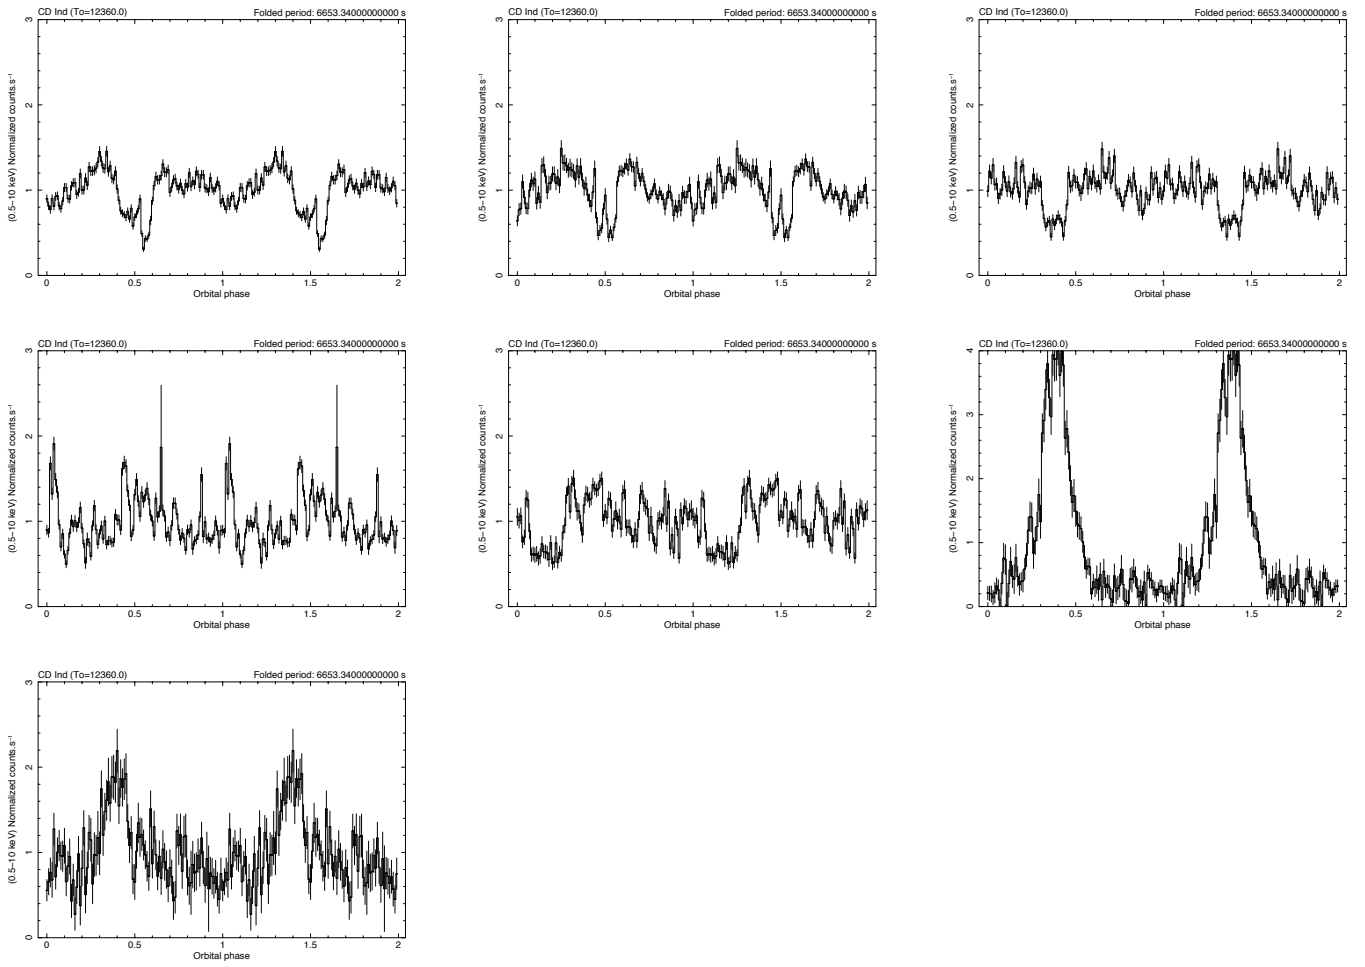 CD Ind (To=12360.0) Folded period: 6653.34000000000 s
(0.5−10 keV) Normalized counts.s⁻¹
3
2
1
0
0 0.5 1 1.5 2
Orbital phase
CD Ind (To=12360.0) Folded period: 6653.34000000000 s
(0.5−10 keV) Normalized counts.s⁻¹
3
2
1
0
0 0.5 1 1.5 2
Orbital phase
CD Ind (To=12360.0) Folded period: 6653.34000000000 s
(0.5−10 keV) Normalized counts.s⁻¹
3
2
1
0
0 0.5 1 1.5 2
Orbital phase
CD Ind (To=12360.0) Folded period: 6653.34000000000 s
(0.5−10 keV) Normalized counts.s⁻¹
3
2
1
0
0 0.5 1 1.5 2
Orbital phase
CD Ind (To=12360.0) Folded period: 6653.34000000000 s
(0.5−10 keV) Normalized counts.s⁻¹
3
2
1
0
0 0.5 1 1.5 2
Orbital phase
CD Ind (To=12360.0) Folded period: 6653.34000000000 s
(0.5−10 keV) Normalized counts.s⁻¹
4
3
2
1
0
0 0.5 1 1.5 2
Orbital phase
CD Ind (To=12360.0) Folded period: 6653.34000000000 s
(0.5−10 keV) Normalized counts.s⁻¹
3
2
1
0
0 0.5 1 1.5 2
Orbital phase